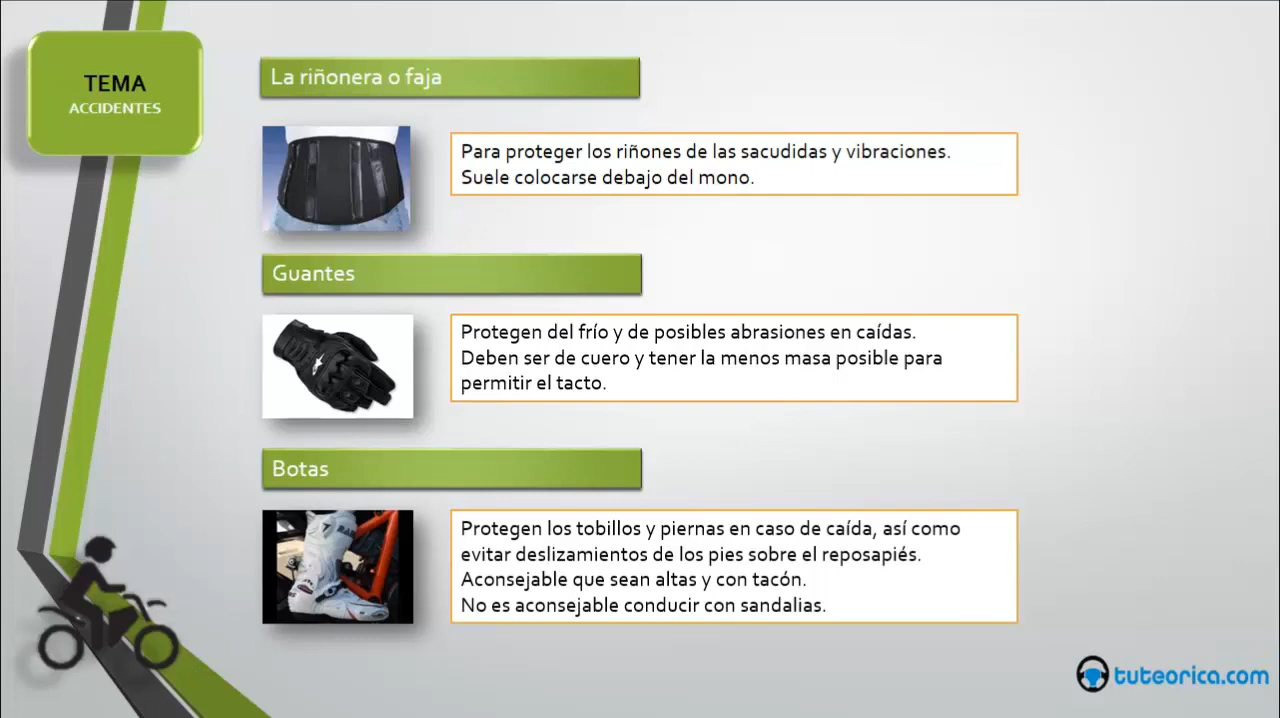 TEMA
ACCIDENTES
La riñonera o faja
Para proteger los riñones de las sacudidas y vibraciones.
Suele colocarse debajo del mono.
Guantes
Protegen del frío y de posibles abrasiones en caídas.
Deben ser de cuero y tener la menos masa posible para
permitir el tacto.
Botas
Protegen los tobillos y piernas en caso de caída, así como
evitar deslizamientos de los pies sobre el reposapiés.
Aconsejable que sean altas y con tacón.
No es aconsejable conducir con sandalias.
tuteorica.com